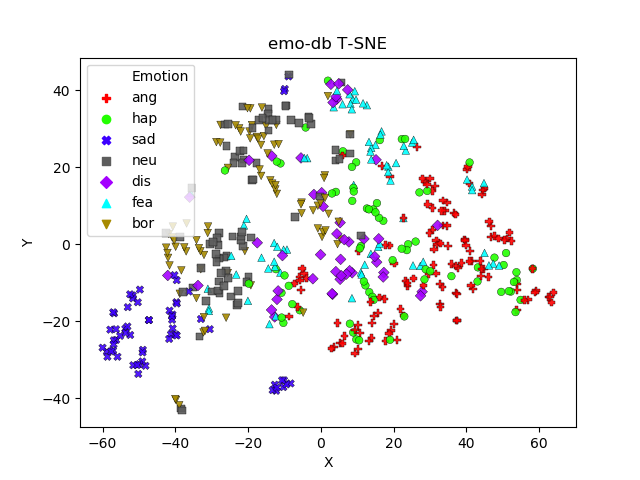 emo-db T-SNE
Emotion
ang
hap
sad
neu
dis
fea
bor
Y
40
20
0
−20
−40
−60
−40
−20
0
20
40
60
X